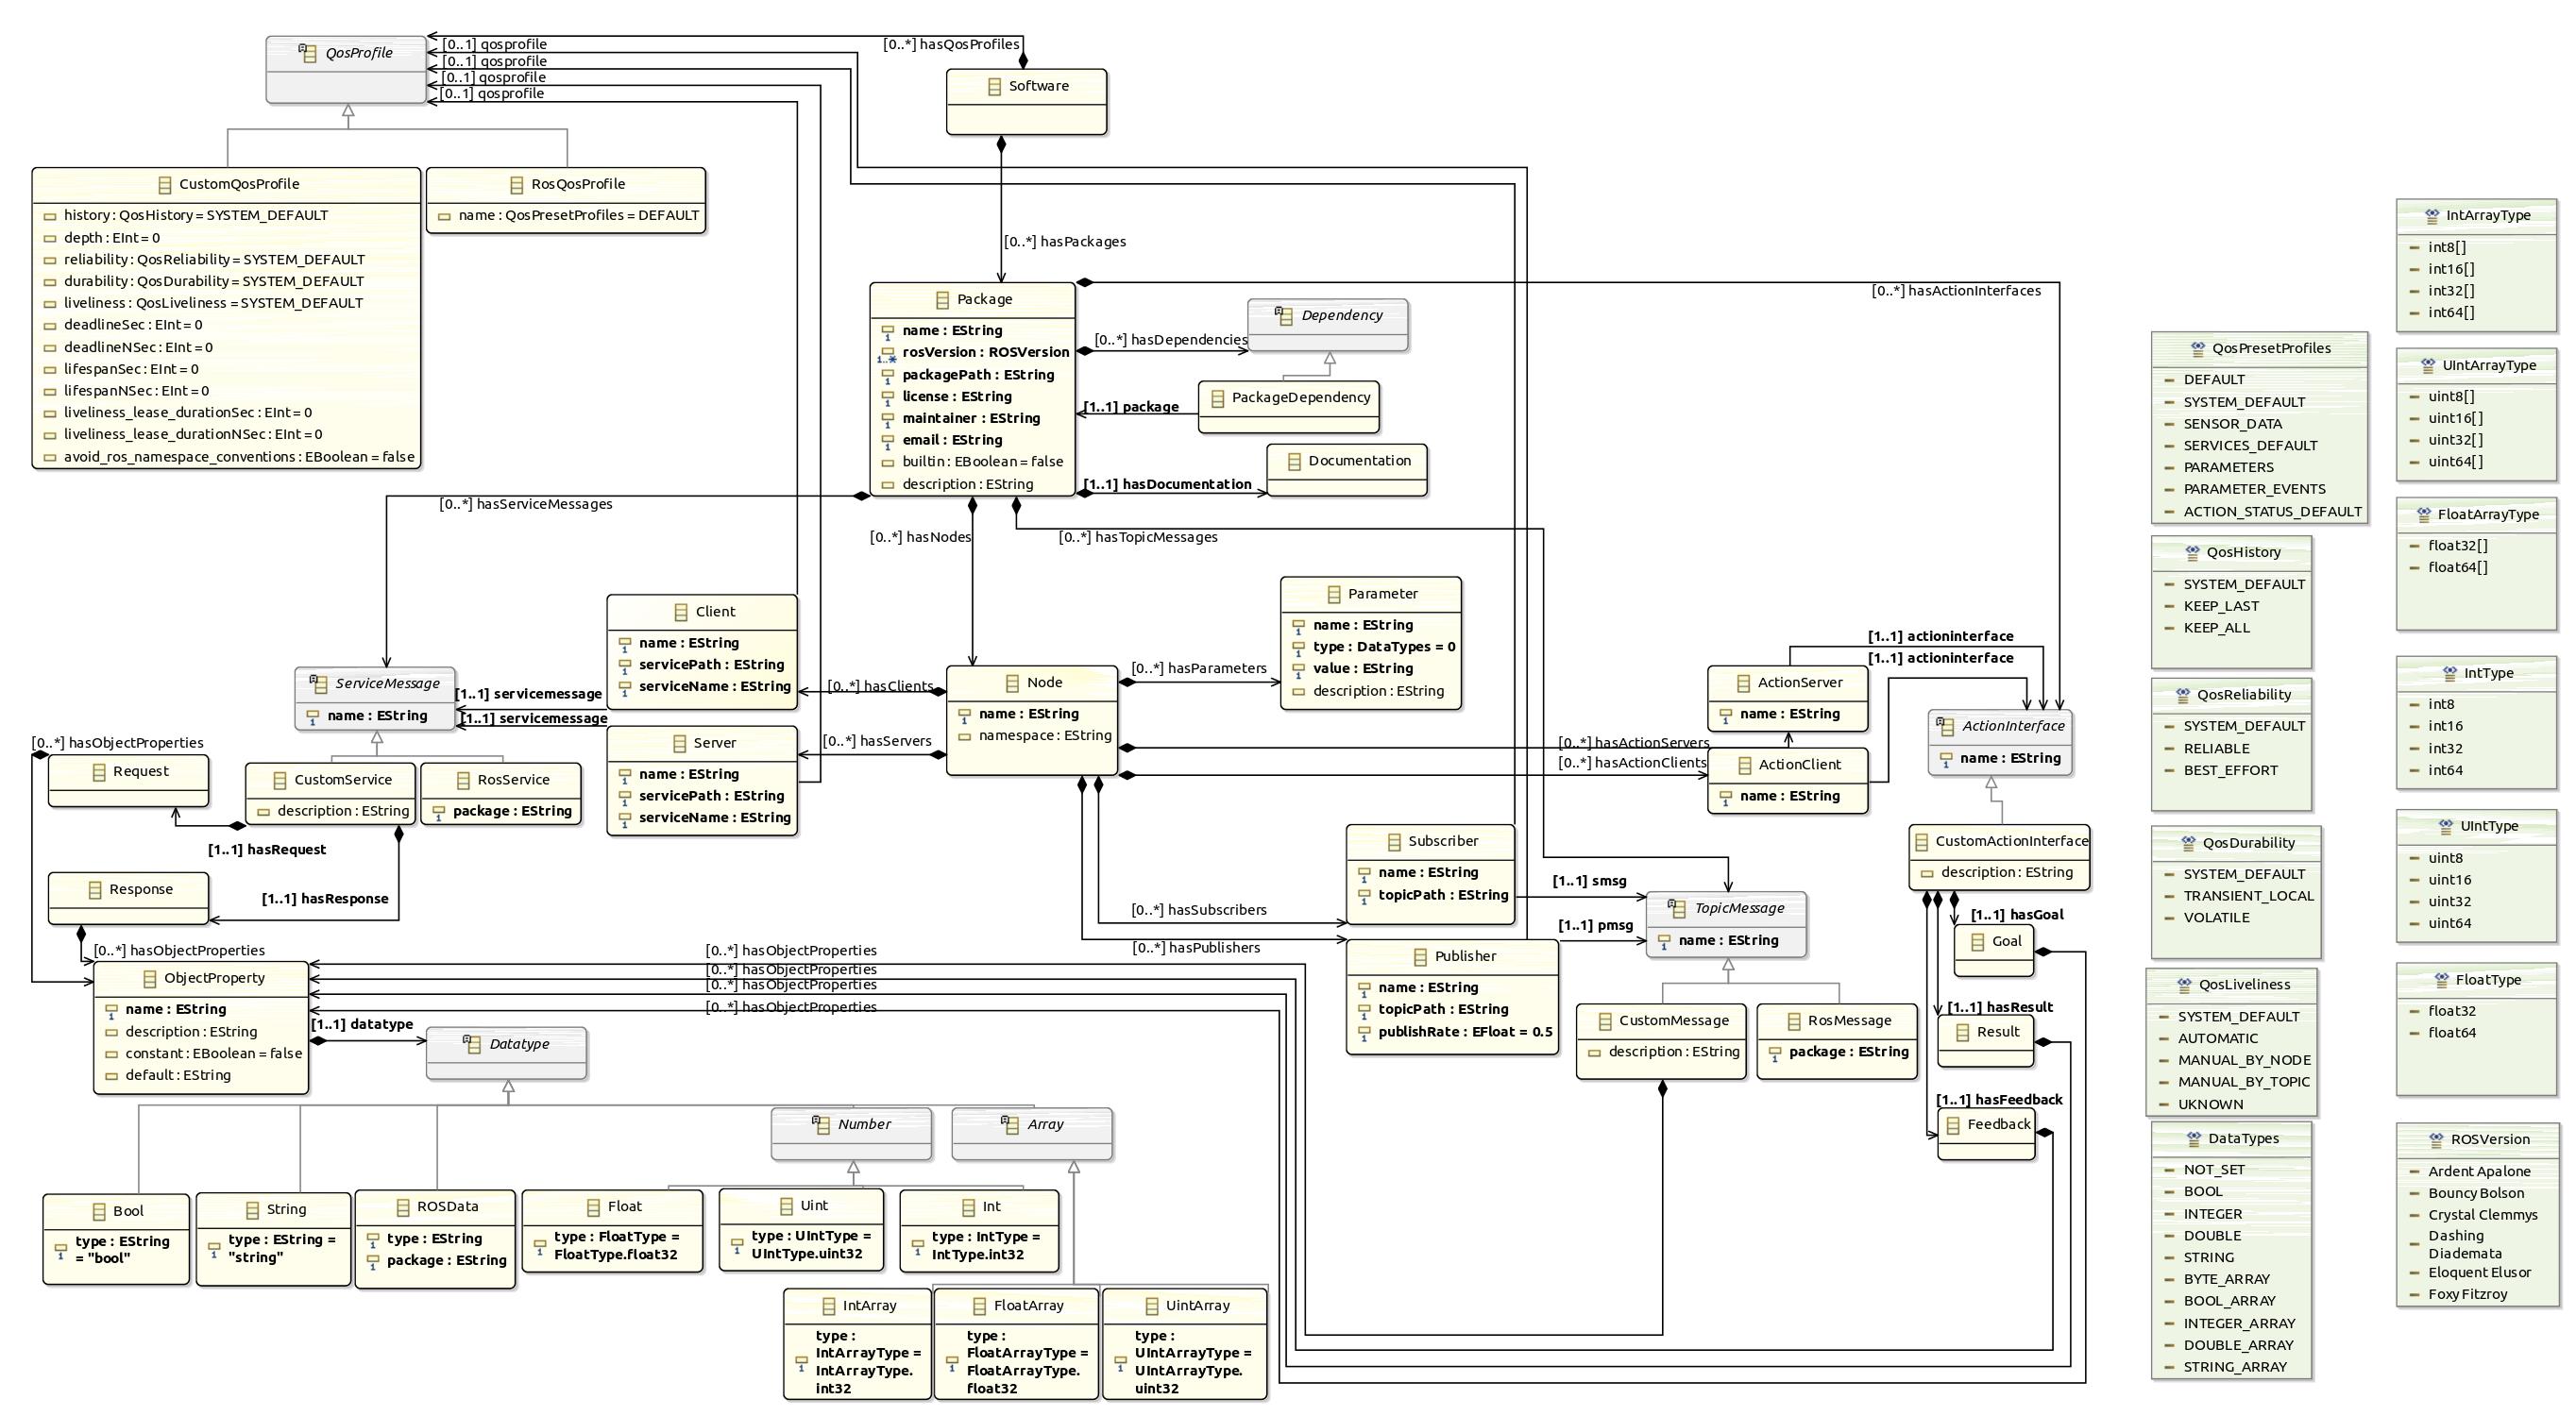 QosProfile
[0..1] qosprofile
[0..1] qosprofile
[0..1] qosprofile
[0..1] qosprofile
[0..*] hasQosProfiles
Software
CustomQosProfile
history : QosHistory = SYSTEM_DEFAULT
depth : EInt = 0
reliability : QosReliability = SYSTEM_DEFAULT
durability : QosDurability = SYSTEM_DEFAULT
liveliness : QosLiveliness = SYSTEM_DEFAULT
deadlineSec : EInt = 0
deadlineNSec : EInt = 0
lifespanSec : EInt = 0
lifespanNSec : EInt = 0
liveliness_lease_durationSec : EInt = 0
liveliness_lease_durationNSec : EInt = 0
avoid_ros_namespace_conventions : EBoolean = false
RosQosProfile
name : QosPresetProfiles = DEFAULT
[0..*] hasPackages
Package
name : EString
1..*
rosVersion : ROSVersion
packagePath : EString
license : EString
maintainer : EString
email : EString
builtin : EBoolean = false
description : EString
[0..*] hasActionInterfaces
Dependency
[0..*] hasDependencies
PackageDependency
[1..1] package
Documentation
[1..1] hasDocumentation
[0..*] hasServiceMessages
[0..*] hasNodes
[0..*] hasTopicMessages
Client
name : EString
servicePath : EString
serviceName : EString
Parameter
name : EString
type : DataTypes = 0
value : EString
description : EString
ServiceMessage
name : EString
[1..1] servicemessage
[1..1] servicemessage
[0..*] hasClients
Node
name : EString
namespace : EString
[0..*] hasParameters
[0..*] hasServers
Server
name : EString
servicePath : EString
serviceName : EString
[1..1] actioninterface
[1..1] actioninterface
ActionServer
name : EString
[0..*] hasActionServers
[0..*] hasActionClients
ActionClient
name : EString
ActionInterface
name : EString
[0..*] hasObjectProperties
Request
CustomService
description : EString
RosService
package : EString
[1..1] hasRequest
Response
[1..1] hasResponse
Subscriber
name : EString
topicPath : EString
[0..*] hasSubscribers
[0..*] hasPublishers
[1..1] smsg
[1..1] pmsg
TopicMessage
name : EString
CustomActionInterface
description : EString
[1..1] hasGoal
Goal
Publisher
name : EString
topicPath : EString
publishRate : EFloat = 0.5
[0..*] hasObjectProperties
[0..*] hasObjectProperties
[0..*] hasObjectProperties
[0..*] hasObjectProperties
[0..*] hasObjectProperties
ObjectProperty
name : EString
description : EString
constant : EBoolean = false
default : EString
[1..1] datatype
Datatype
CustomMessage
description : EString
RosMessage
package : EString
[1..1] hasResult
Result
[1..1] hasFeedback
Feedback
Number
Array
Bool
type : EString
= "bool"
String
type : EString =
"string"
ROSData
type : EString
package : EString
Float
type : FloatType =
FloatType.float32
Uint
type : UIntType =
UIntType.uint32
Int
type : IntType =
IntType.int32
IntArray
type :
IntArrayType =
IntArrayType.
int32
FloatArray
type :
FloatArrayType =
FloatArrayType.
float32
UintArray
type :
UIntArrayType =
UIntArrayType.
uint32
QosPresetProfiles
DEFAULT
SYSTEM_DEFAULT
SENSOR_DATA
SERVICES_DEFAULT
PARAMETERS
PARAMETER_EVENTS
ACTION_STATUS_DEFAULT
QosHistory
SYSTEM_DEFAULT
KEEP_LAST
KEEP_ALL
QosReliability
SYSTEM_DEFAULT
RELIABLE
BEST_EFFORT
QosDurability
SYSTEM_DEFAULT
TRANSIENT_LOCAL
VOLATILE
QosLiveliness
SYSTEM_DEFAULT
AUTOMATIC
MANUAL_BY_NODE
MANUAL_BY_TOPIC
UKNOWN
DataTypes
NOT_SET
BOOL
INTEGER
DOUBLE
STRING
BYTE_ARRAY
BOOL_ARRAY
INTEGER_ARRAY
DOUBLE_ARRAY
STRING_ARRAY
IntArrayType
int8[]
int16[]
int32[]
int64[]
UIntArrayType
uint8[]
uint16[]
uint32[]
uint64[]
FloatArrayType
float32[]
float64[]
IntType
int8
int16
int32
int64
UIntType
uint8
uint16
uint32
uint64
FloatType
float32
float64
ROSVersion
Ardent Apalone
Bouncy Bolson
Crystal Clemmys
Dashing
Diademata
Eloquent Elusor
Foxy Fitzroy